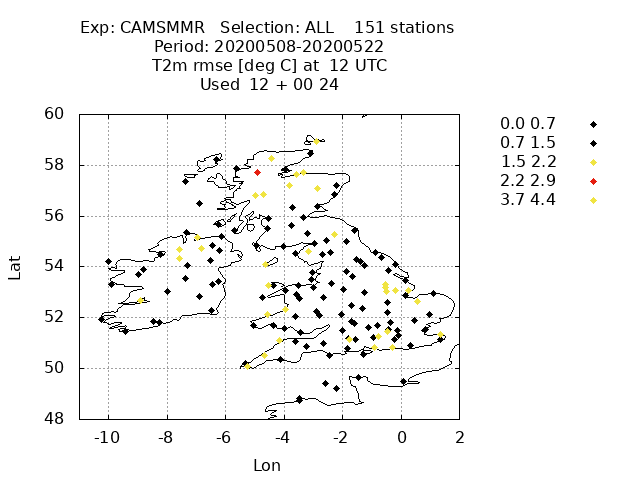 Exp: CAMSMMR   Selection: ALL    151 stations
Period: 20200508-20200522
T2m rmse [deg C] at  12 UTC
Used  12 + 00 24
0.0 0.7
0.7 1.5
1.5 2.2
2.2 2.9
3.7 4.4
60
58
56
54
52
50
48
Lat
-10 -8 -6 -4 -2 0 2
Lon